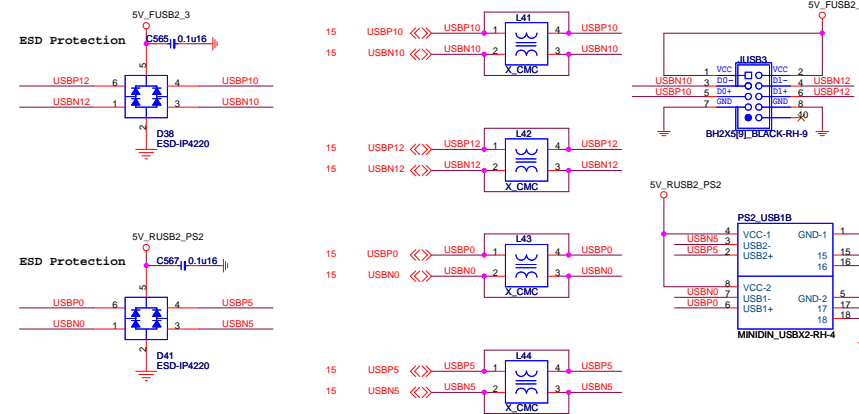 5V_FUSB2_3
ESD Protection
C565
0.1u16
5
USBP12
6
4
USBP10
USBN12
1
3
USBN10
2
D38
ESD-IP4220
5V_RUSB2_PS2
ESD Protection
C567
0.1u16
5
USBP0
6
4
USBP5
USBN0
1
3
USBN5
2
D41
ESD-IP4220
L41
15
USBP10
USBP10
1
4
USBP10
15
USBN10
USBN10
2
3
USBN10
X_CMC
L42
15
USBP12
USBP12
1
4
USBP12
15
USBN12
USBN12
2
3
USBN12
X_CMC
L43
15
USBP0
USBP0
1
4
USBP0
15
USBN0
USBN0
2
3
USBN0
X_CMC
L44
15
USBP5
USBP5
1
4
USBP5
15
USBN5
USBN5
2
3
USBN5
X_CMC
5V_FUSB2_
JUSB3
1
VCC
VCC
2
USBN10
3
D0-
D1-
4
USBN12
USBP10
5
D0+
D1+
6
USBP12
7
GND
GND
8
10
BH2X5[9]_BLACK-RH-9
5V_RUSB2_PS2
PS2_USB1B
4
VCC-1
GND-1
1
USBN5
3
USB2-
USBP5
2
USB2+
15
15
16
16
8
VCC-2
USBN0
7
USB1-
GND-2
5
USBP0
6
USB1+
17
17
18
18
MINIDIN_USBX2-RH-4